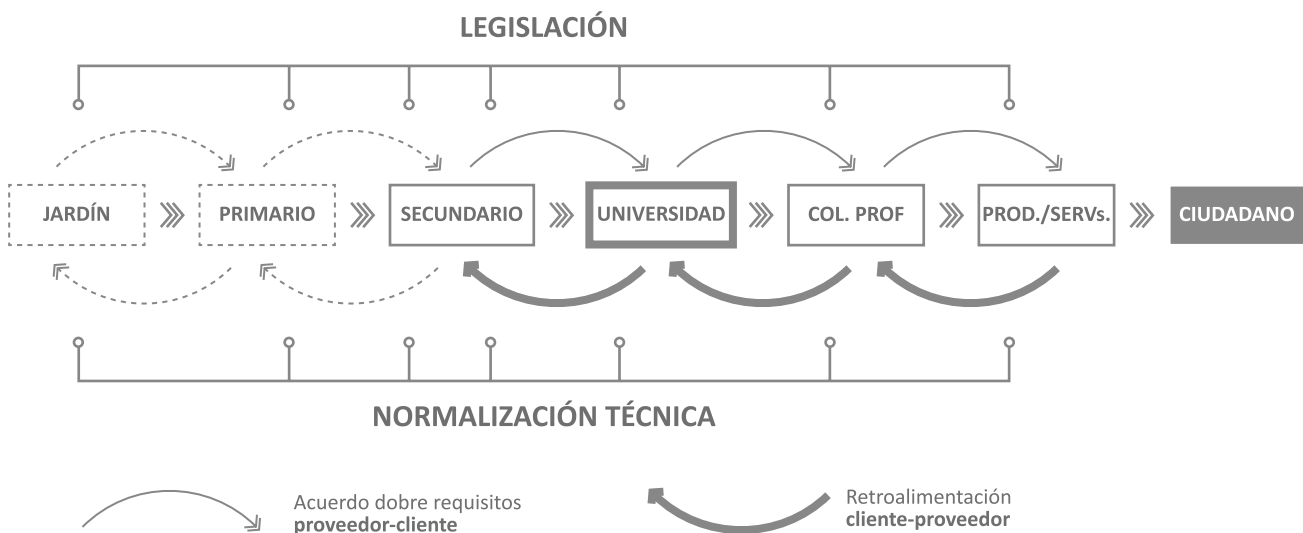 LEGISLACIÓN
JARDÍN
PRIMARIO
SECUNDARIO
UNIVERSIDAD
COL. PROF
PROD./SERVs.
CIUDADANO
NORMALIZACIÓN TÉCNICA
Acuerdo dobre requisitos
proveedor-cliente
Retroalimentación
cliente-proveedor